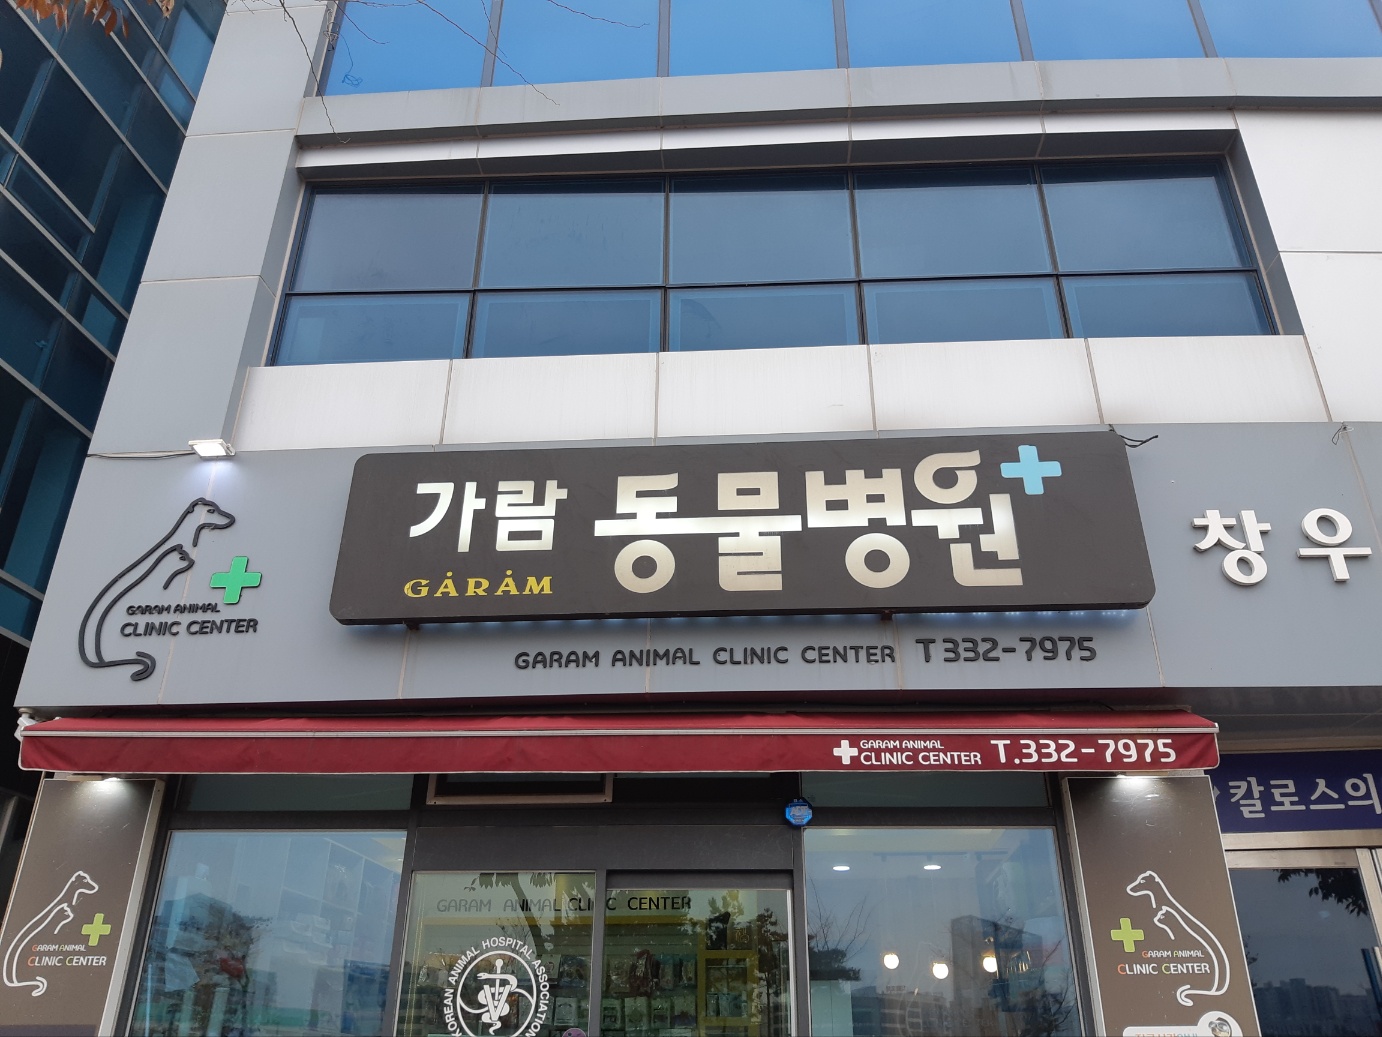 가람 동물병원
GARAM
GARAM ANIMAL
CLINIC CENTER
GARAM ANIMAL CLINIC CENTER T 332-7975
창우
GARAM ANIMAL
CLINIC CENTER T.332-7975
칼로스의
GARAM ANIMAL CLINIC CENTER
KOREAN ANIMAL HOSPITAL ASSOCIATION
GARAM ANIMAL
CLINIC CENTER
GARAM ANIMAL
CLINIC CENTER